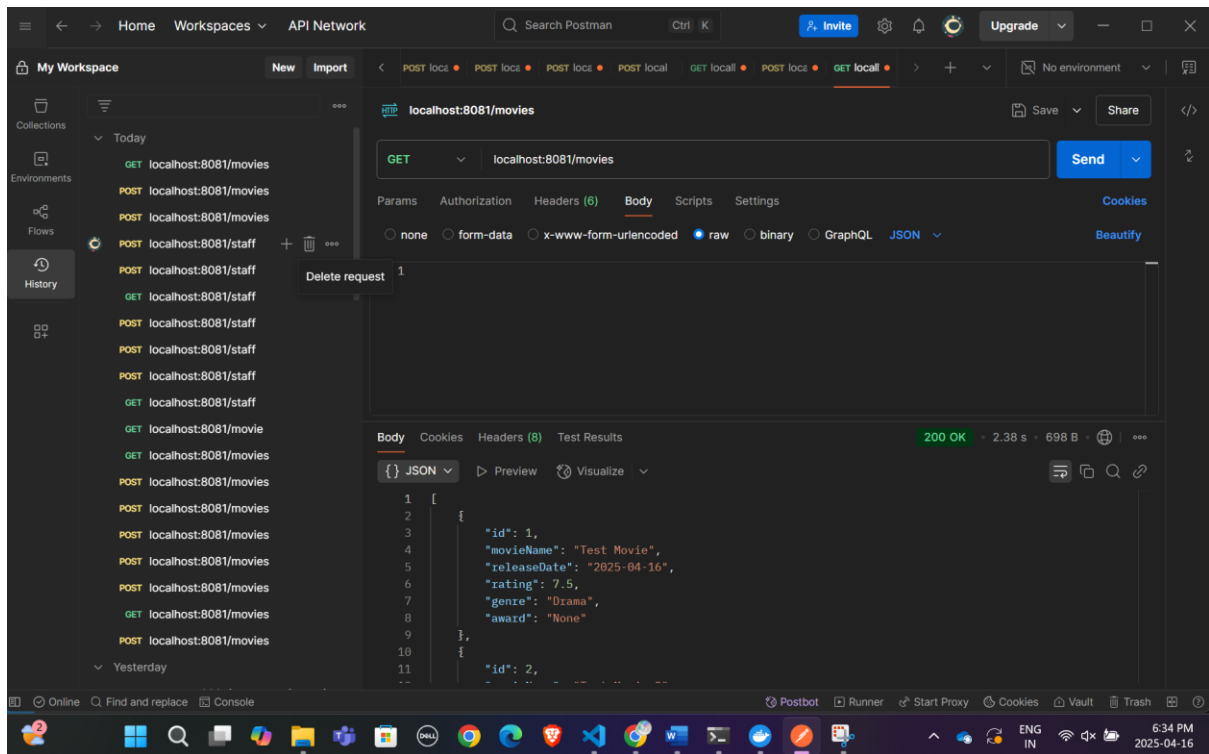 Home Workspaces API Network Search Postman Ctrl K Invite Upgrade
My Workspace New Import POST loca POST loca POST loca POST local GET locall POST loca GET locall No environment
Collections
Environments
Flows
History
Today
GET localhost:8081/movies
POST localhost:8081/movies
POST localhost:8081/movies
POST localhost:8081/staff
POST localhost:8081/staff
Delete request
GET localhost:8081/staff
POST localhost:8081/staff
POST localhost:8081/staff
POST localhost:8081/staff
GET localhost:8081/staff
GET localhost:8081/movie
GET localhost:8081/movies
POST localhost:8081/movies
POST localhost:8081/movies
POST localhost:8081/movies
POST localhost:8081/movies
POST localhost:8081/movies
GET localhost:8081/movies
POST localhost:8081/movies
Yesterday
HTTP localhost:8081/movies Save Share
GET localhost:8081/movies Send
Params Authorization Headers (6) Body Scripts Settings Cookies
none form-data x-www-form-urlencoded raw binary GraphQL JSON Beautify
1
Body Cookies Headers (8) Test Results 200 OK 2.38 s 698 B
{} JSON Preview Visualize
1 [
2 {
3 "id": 1,
4 "movieName": "Test Movie",
5 "releaseDate": "2025-04-16",
6 "rating": 7.5,
7 "genre": "Drama",
8 "award": "None"
9 },
10 {
11 "id": 2,
Online Find and replace Console Postbot Runner Start Proxy Cookies Vault Trash
2 DELL ENG 6:34 PM
IN 2025-04-16